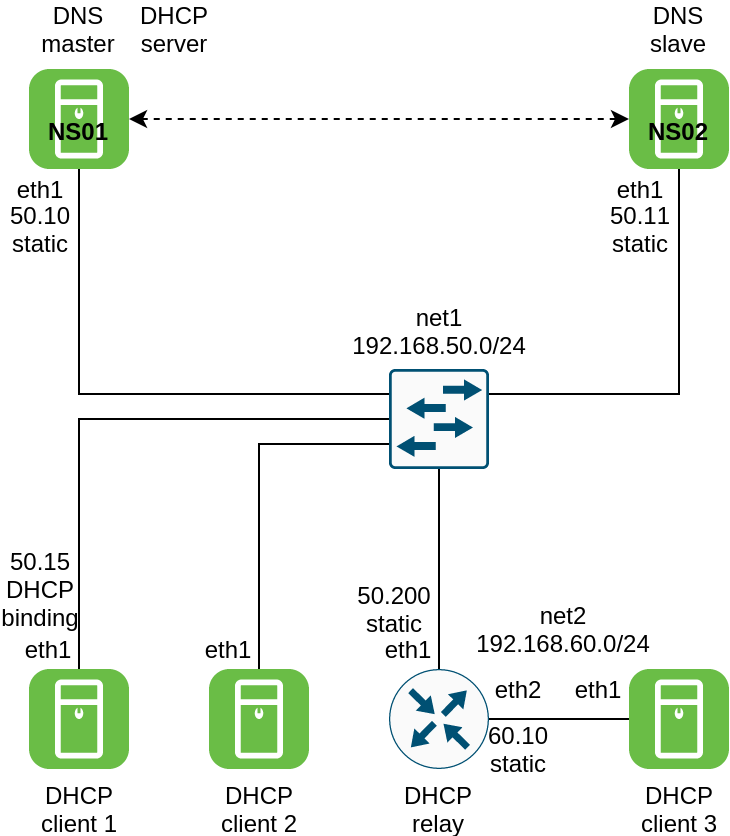 DNS
master
DHCP
server
DNS
slave
NS01
NS02
eth1
50.10
static
eth1
50.11
static
net1
192.168.50.0/24
50.15
DHCP
binding
eth1
eth1
50.200
static
eth1
net2
192.168.60.0/24
eth2
eth1
60.10
static
DHCP
client 1
DHCP
client 2
DHCP
relay
DHCP
client 3